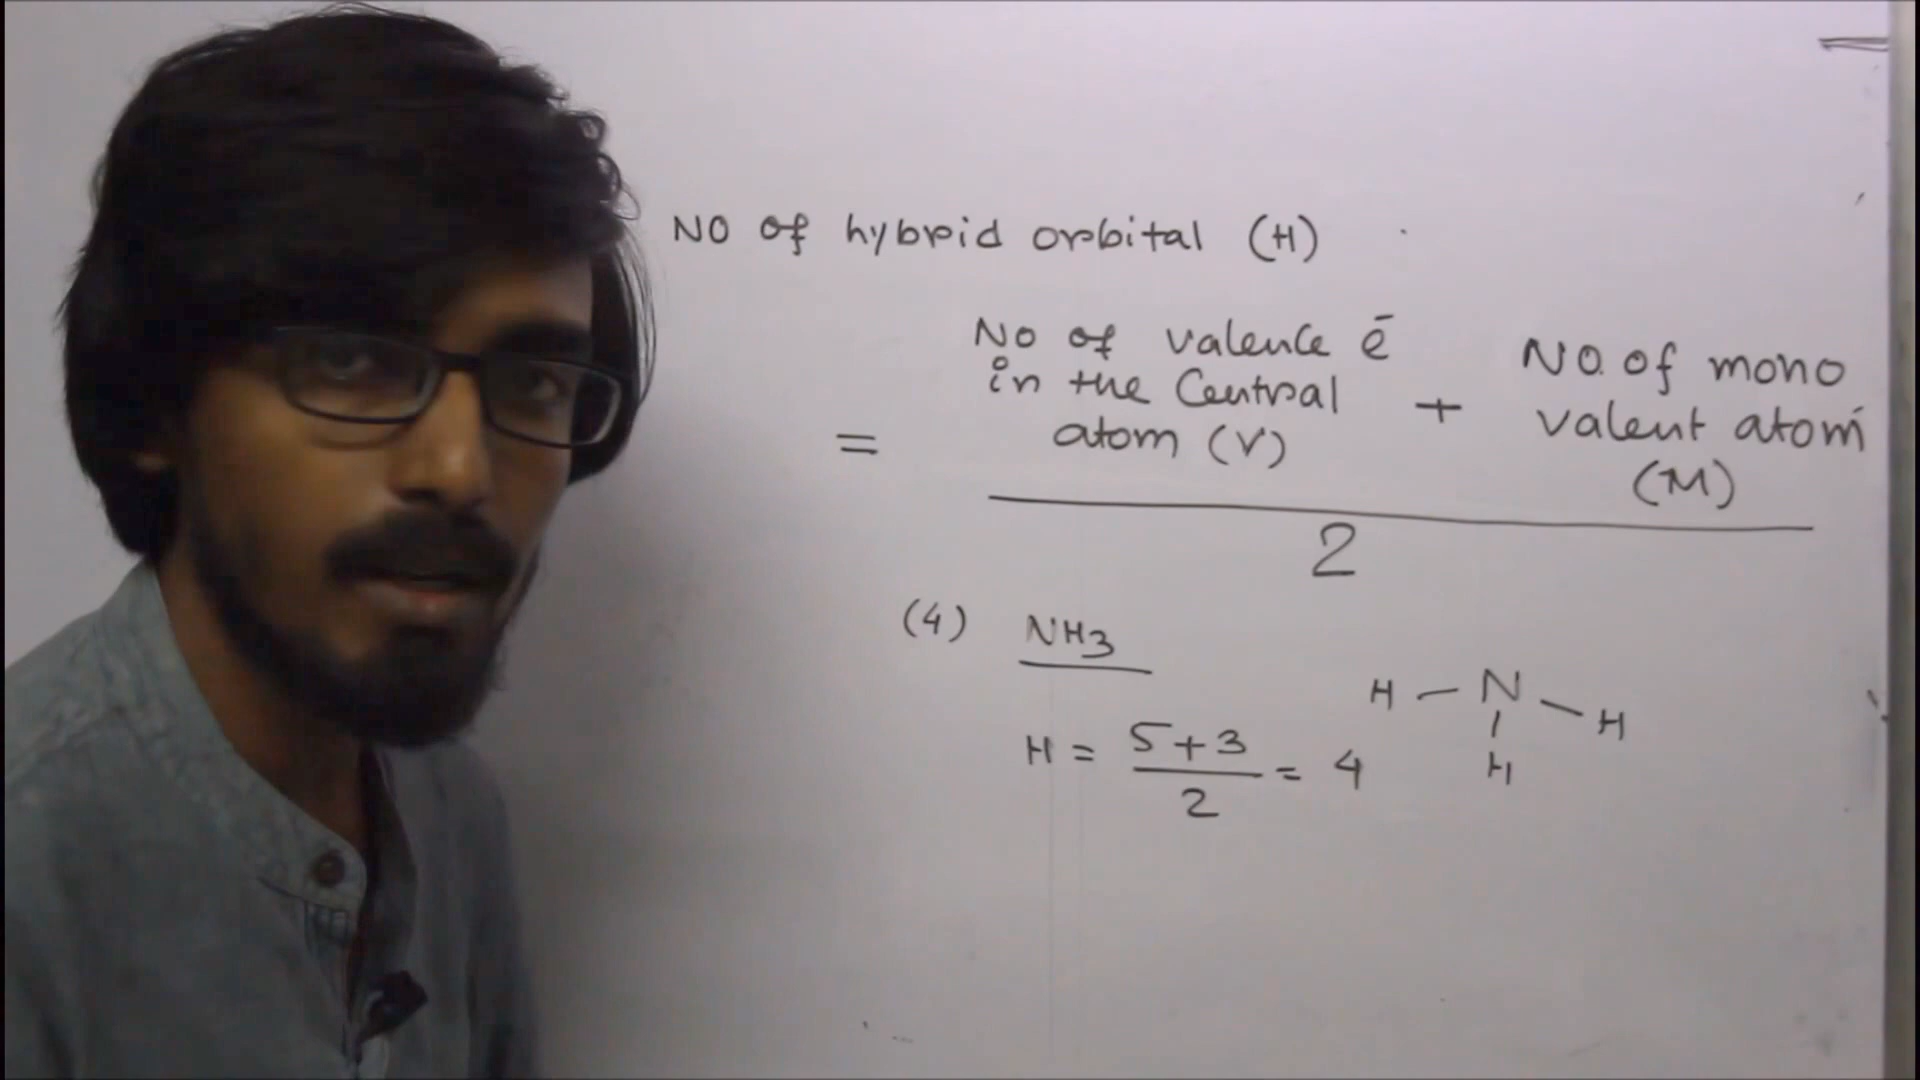 NO of hybrid orbital (H)
No of valence ē
in the Central
atom (V)
=
+
NO. of mono
valent atom
(M)
2
(4) NH3
H = 5+3 / 2 = 4
H — N — H
|
H